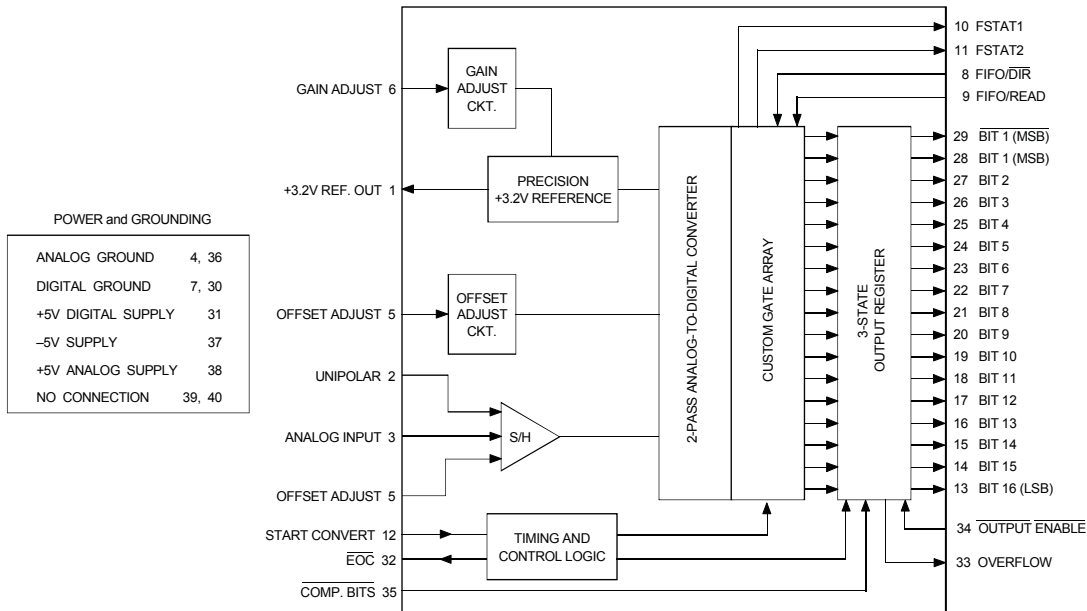 10 FSTAT1
11 FSTAT2
8 FIFO/DIR
9 FIFO/READ
GAIN ADJUST 6
GAIN
ADJUST
CKT.
+3.2V REF. OUT 1
PRECISION
+3.2V REFERENCE
POWER and GROUNDING
ANALOG GROUND 4, 36
DIGITAL GROUND 7, 30
+5V DIGITAL SUPPLY 31
–5V SUPPLY 37
+5V ANALOG SUPPLY 38
NO CONNECTION 39, 40
OFFSET ADJUST 5
OFFSET
ADJUST
CKT.
UNIPOLAR 2
ANALOG INPUT 3
S/H
OFFSET ADJUST 5
START CONVERT 12
EOC 32
COMP. BITS 35
TIMING AND
CONTROL LOGIC
2-PASS ANALOG-TO-DIGITAL CONVERTER
CUSTOM GATE ARRAY
3-STATE
OUTPUT REGISTER
29 BIT 1 (MSB)
28 BIT 1 (MSB)
27 BIT 2
26 BIT 3
25 BIT 4
24 BIT 5
23 BIT 6
22 BIT 7
21 BIT 8
20 BIT 9
19 BIT 10
18 BIT 11
17 BIT 12
16 BIT 13
15 BIT 14
14 BIT 15
13 BIT 16 (LSB)
34 OUTPUT ENABLE
33 OVERFLOW